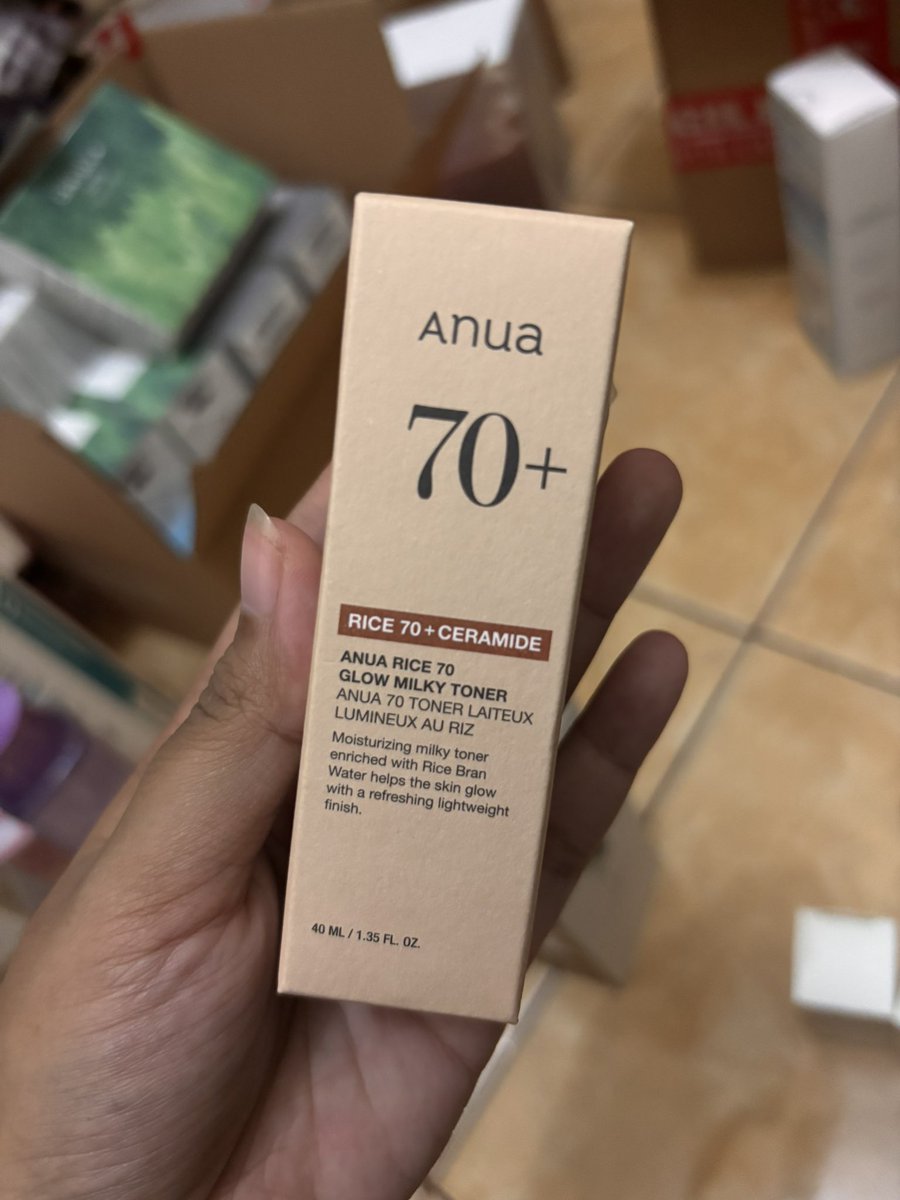 Anua
70+
RICE 70+CERAMIDE
ANUA RICE 70
GLOW MILKY TONER
ANUA 70 TONER LAITEUX
LUMINEUX AU RIZ
Moisturizing milky toner
enriched with Rice Bran
Water helps the skin glow
with a refreshing lightweight
finish.
40 ML / 1.35 FL. OZ.